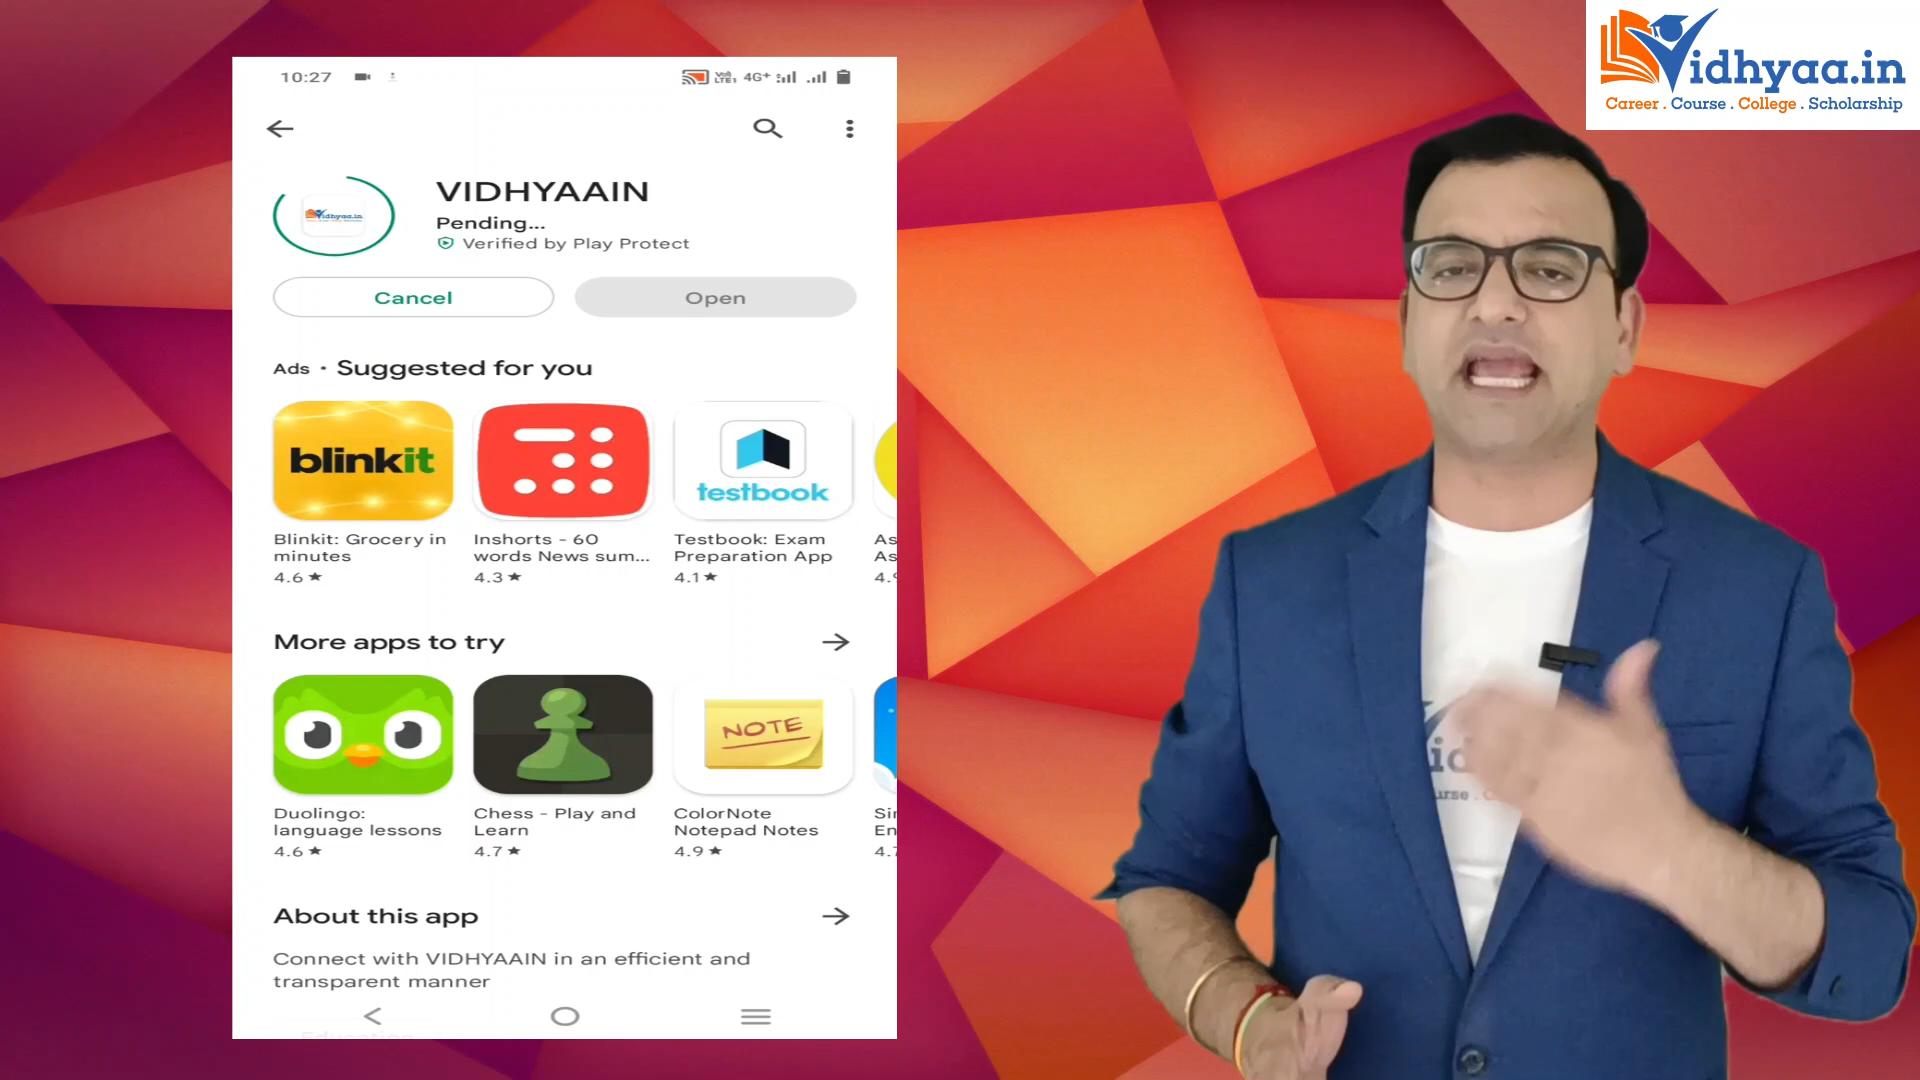 10:27
4G+
VIDHYAAIN
Pending...
Verified by Play Protect
Cancel
Open
Ads • Suggested for you
blinkit
testbook
Blinkit: Grocery in minutes
4.6 ★
Inshorts - 60 words News sum...
4.3 ★
Testbook: Exam Preparation App
4.1 ★
More apps to try
NOTE
Duolingo: language lessons
4.6 ★
Chess - Play and Learn
4.7 ★
ColorNote Notepad Notes
4.9 ★
About this app
Connect with VIDHYAAIN in an efficient and
transparent manner
Education
Vidhyaa.in
Career . Course . College . Scholarship